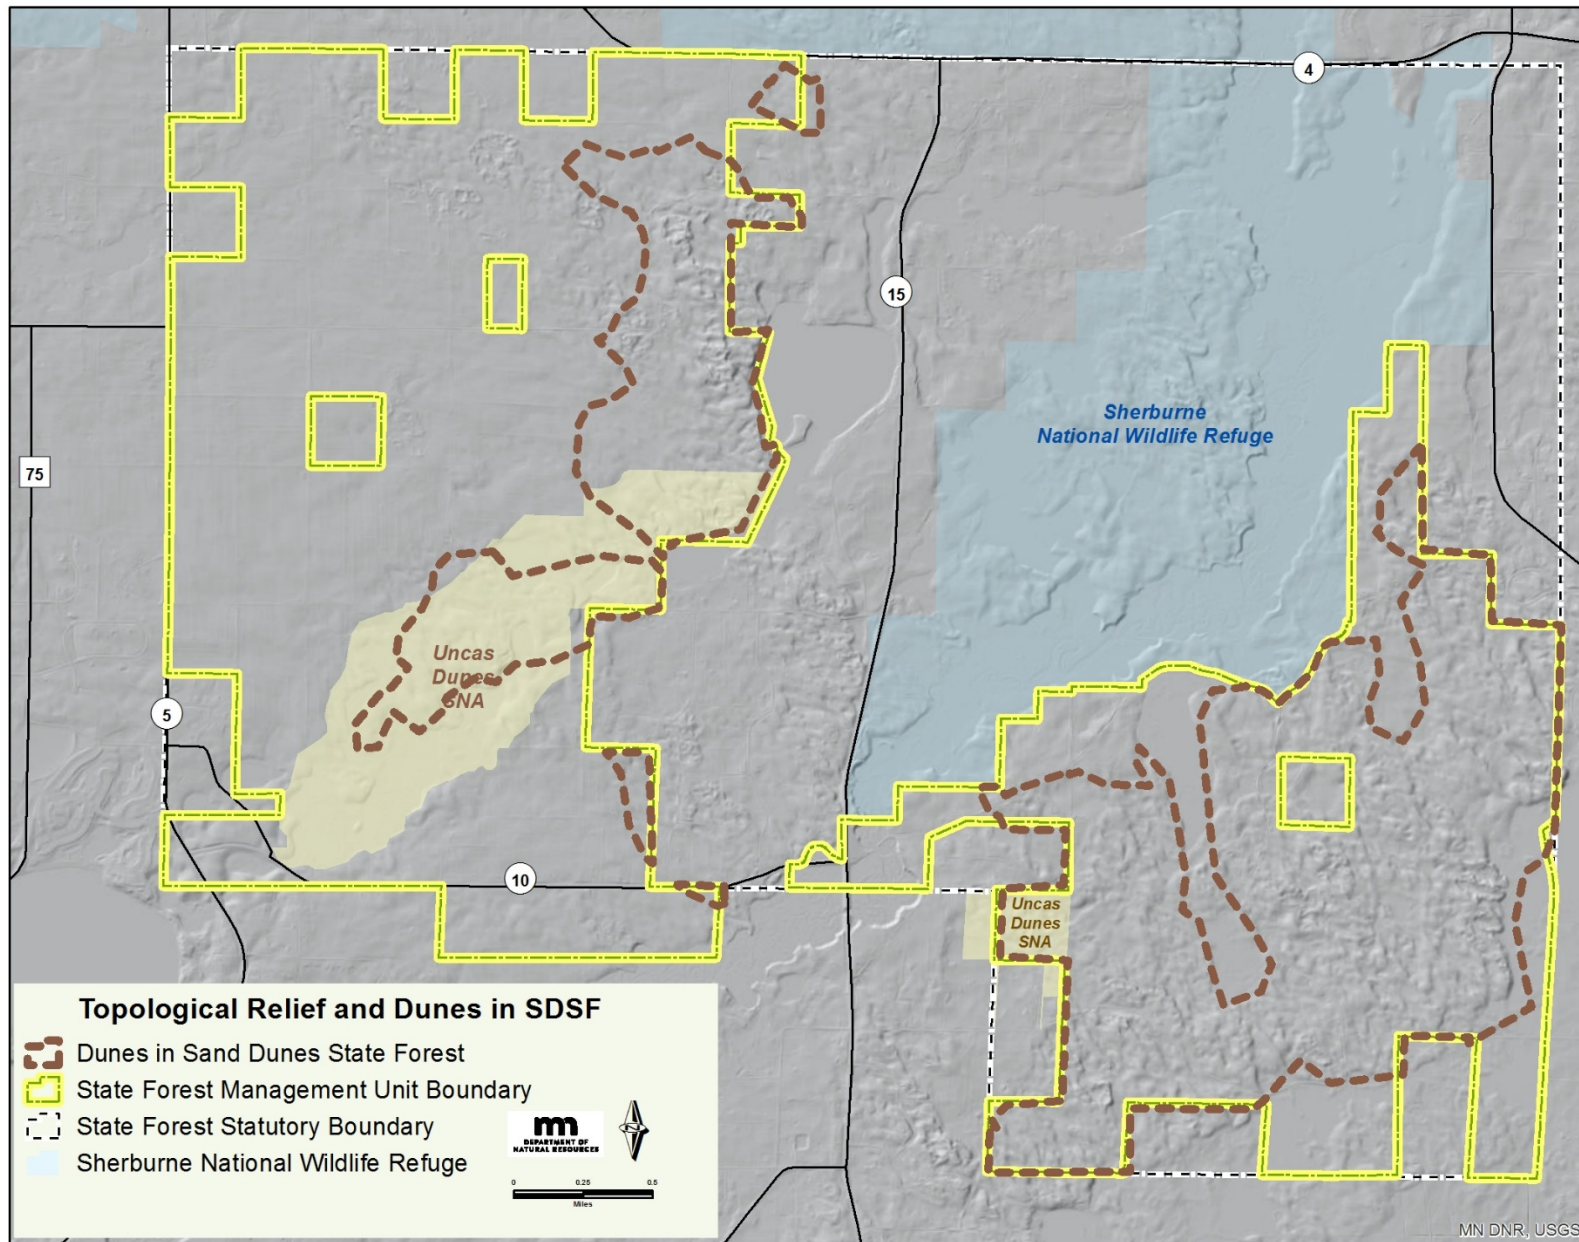 4
15
Sherburne
National Wildlife Refuge
75
Uncas
Dunes
SNA
5
10
Uncas
Dunes
SNA
Topological Relief and Dunes in SDSF
Dunes in Sand Dunes State Forest
State Forest Management Unit Boundary
State Forest Statutory Boundary
Sherburne National Wildlife Refuge
mn
DEPARTMENT OF
NATURAL RESOURCES
N
0 0.25 0.5
Miles
MN DNR, USGS